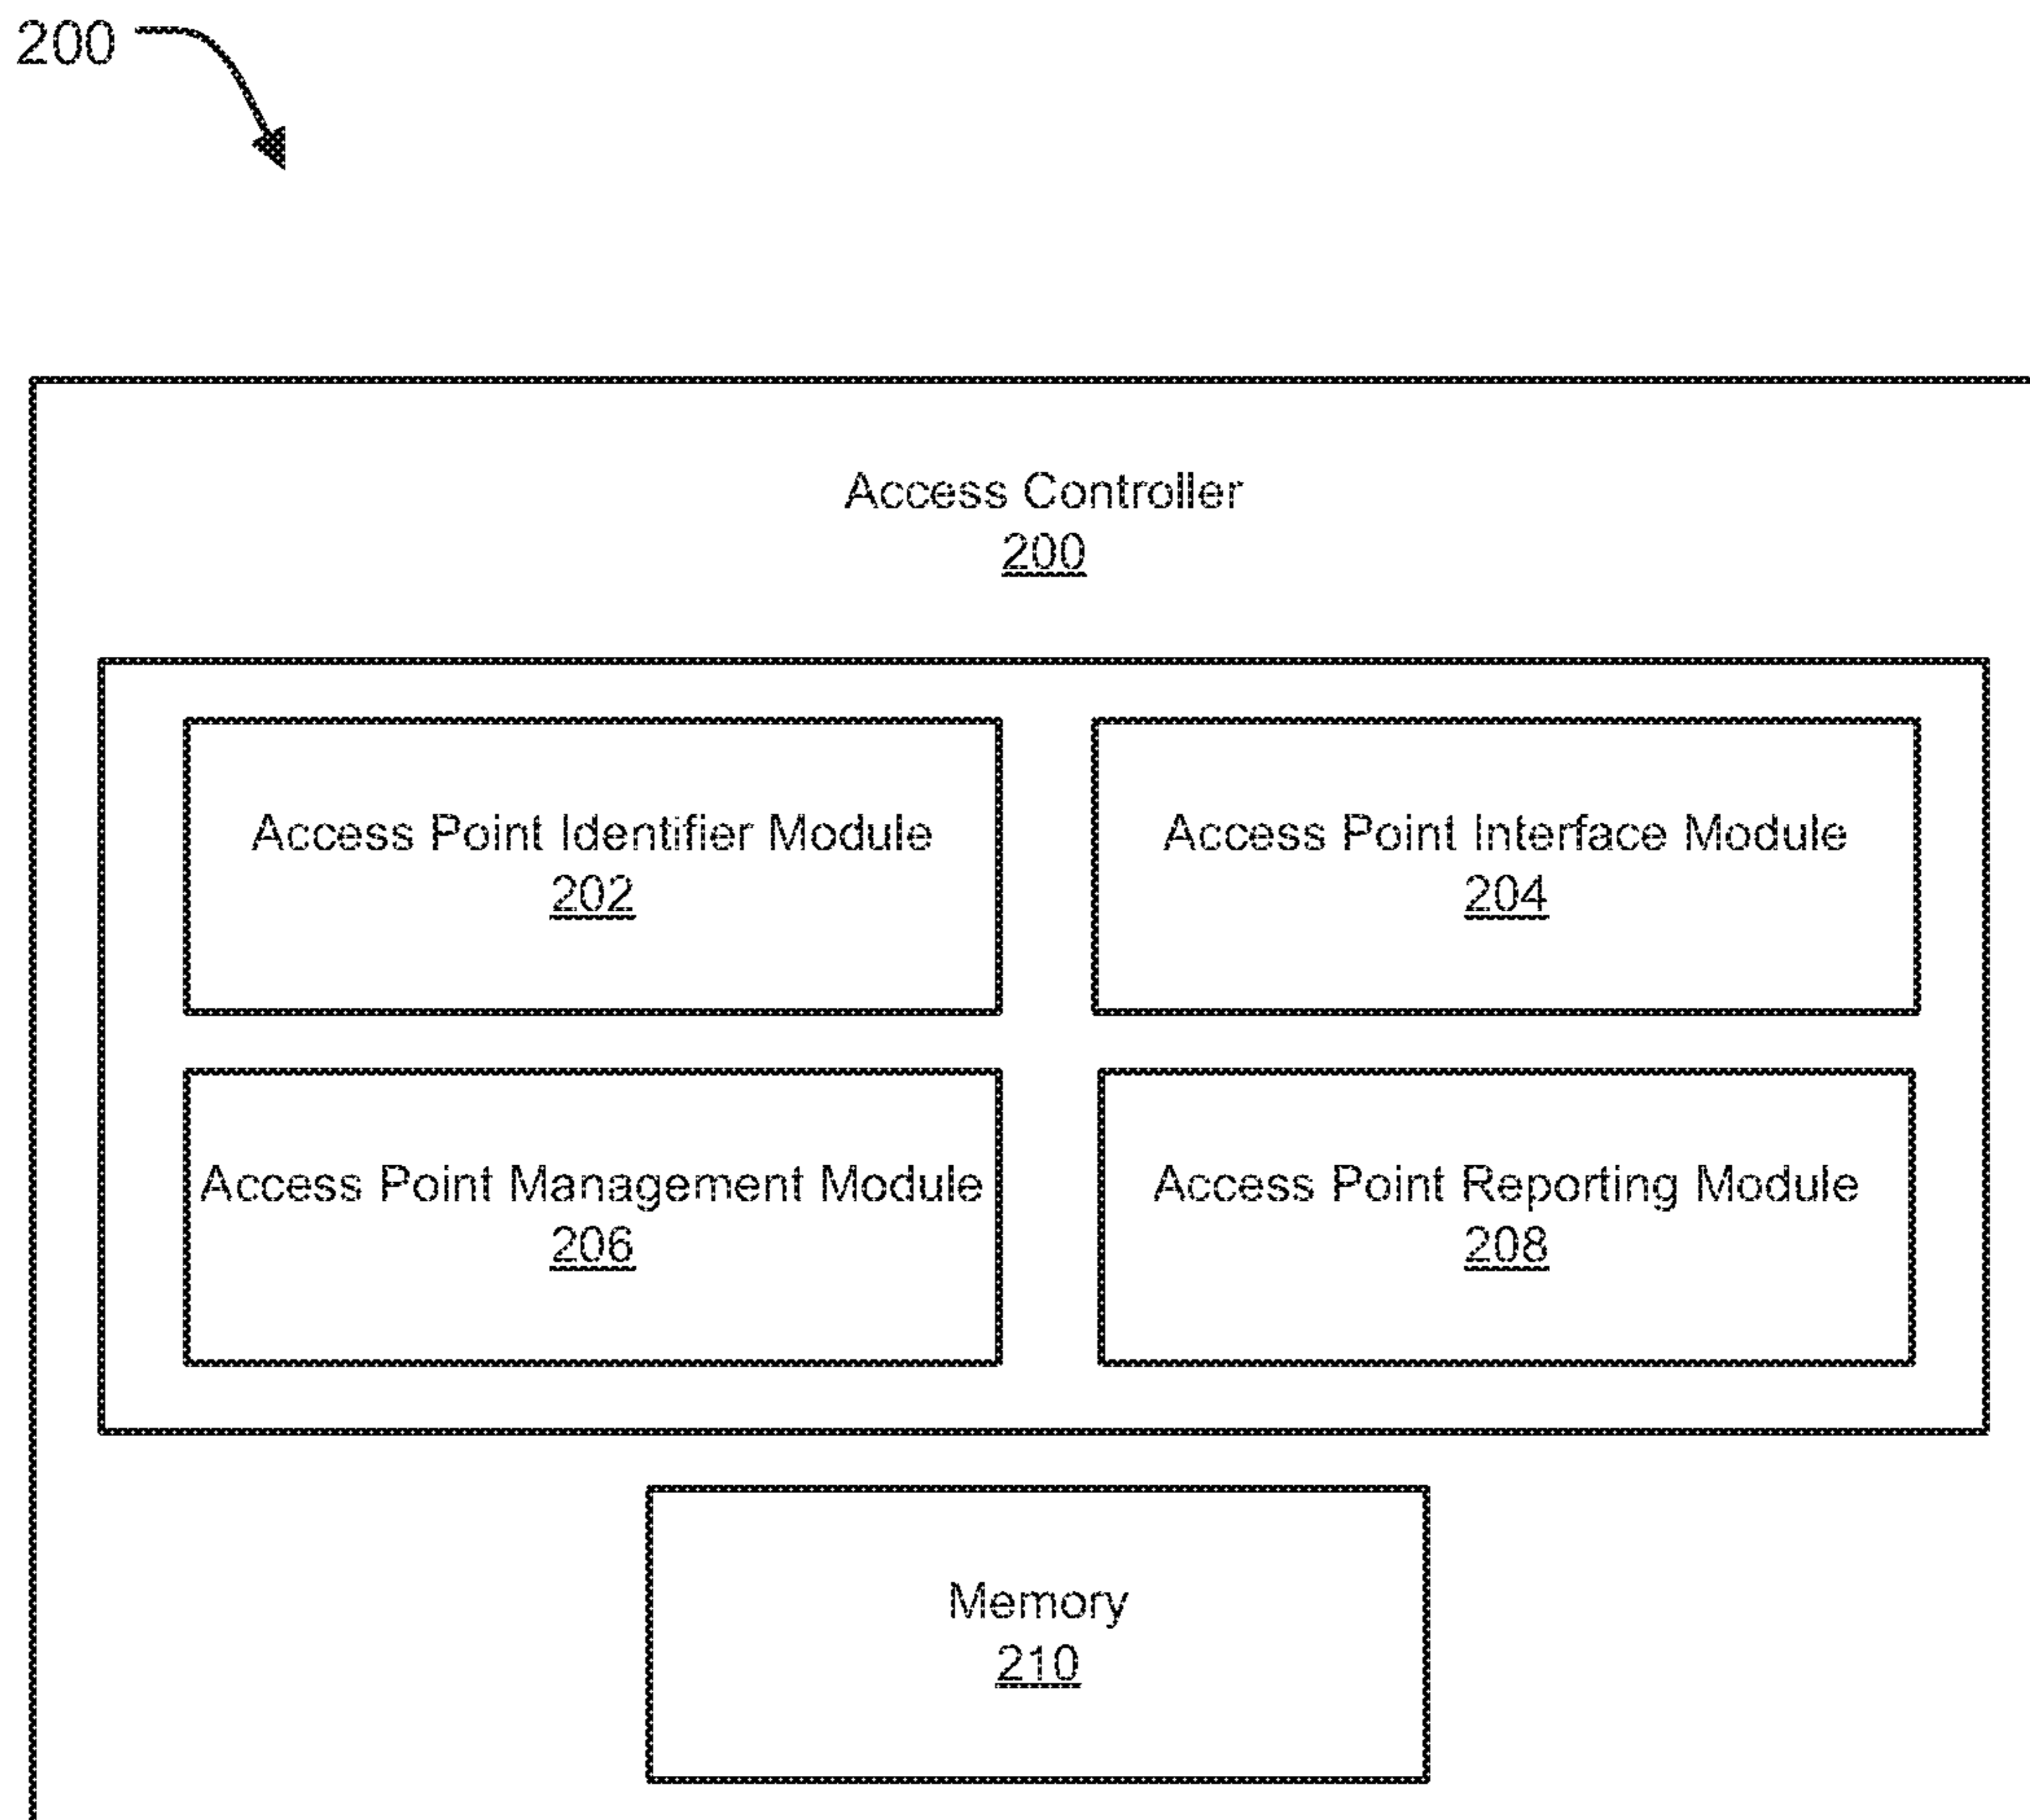 200
Access Controller
200
Access Point Identifier Module
202
Access Point Interface Module
204
Access Point Management Module
206
Access Point Reporting Module
208
Memory
210